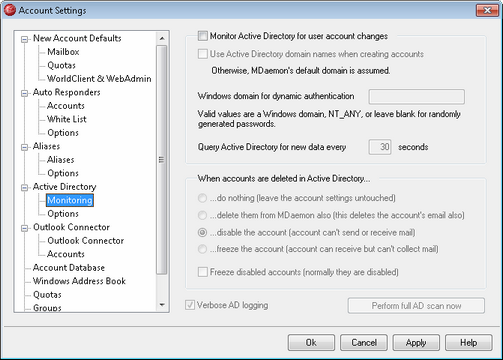 Account Settings
New Account Defaults
Mailbox
Quotas
WorldClient & WebAdmin
Auto Responders
Accounts
White List
Options
Aliases
Aliases
Options
Active Directory
Monitoring
Options
Outlook Connector
Outlook Connector
Accounts
Account Database
Windows Address Book
Quotas
Groups
Monitor Active Directory for user account changes
Use Active Directory domain names when creating accounts
Otherwise, MDaemon's default domain is assumed.
Windows domain for dynamic authentication
Valid values are a Windows domain, NT_ANY, or leave blank for randomly
generated passwords.
Query Active Directory for new data every 30 seconds
When accounts are deleted in Active Directory...
...do nothing (leave the account settings untouched)
...delete them from MDaemon also (this deletes the account's email also)
...disable the account (account can't send or receive mail)
...freeze the account (account can receive but can't collect mail)
Freeze disabled accounts (normally they are disabled)
Verbose AD logging
Perform full AD scan now
Ok
Cancel
Apply
Help